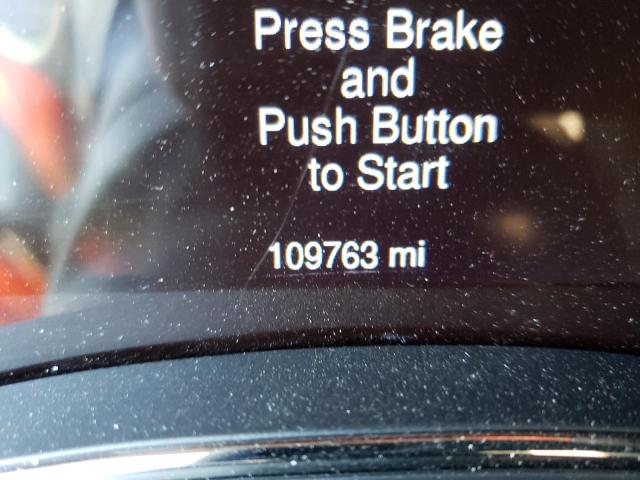 Press Brake
and
Push Button
to Start
109763 mi